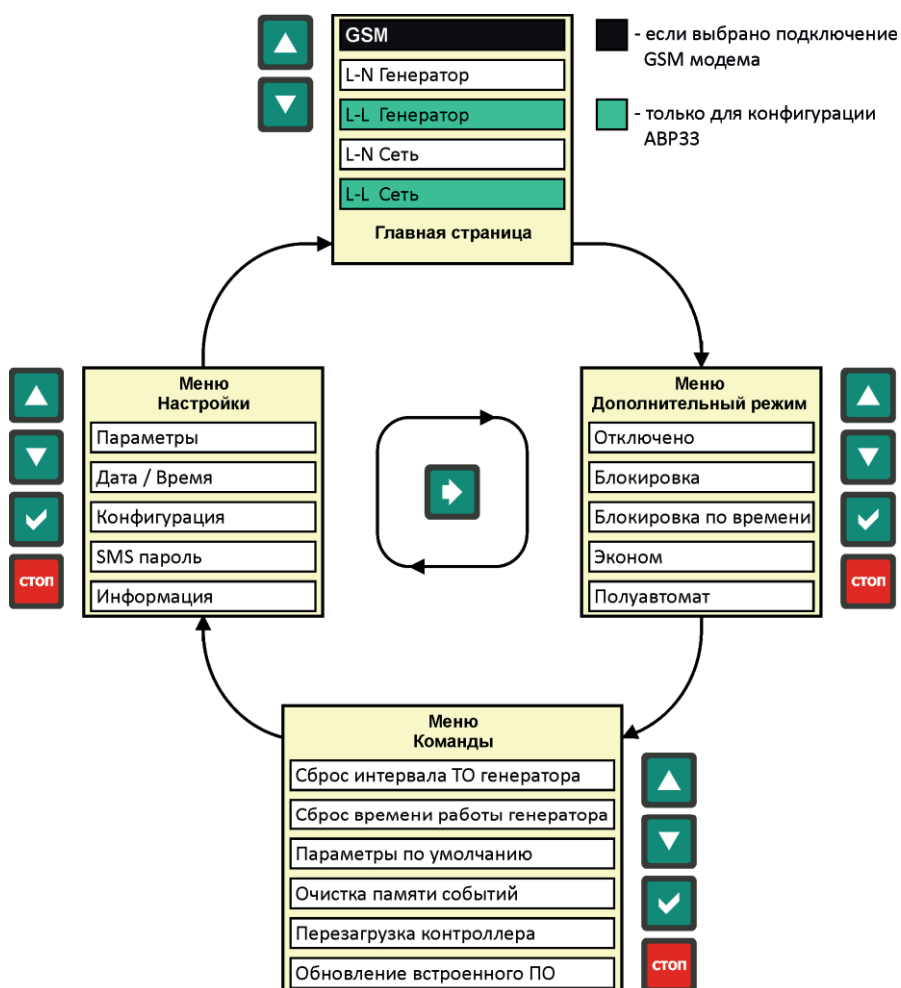 GSM
L-N Генератор
L-L Генератор
L-N Сеть
L-L Сеть
Главная страница
- если выбрано подключение
GSM модема
- только для конфигурации
АВР33
Меню
Настройки
Параметры
Дата / Время
Конфигурация
SMS пароль
Информация
стоп
Меню
Дополнительный режим
Отключено
Блокировка
Блокировка по времени
Эконом
Полуавтомат
стоп
Меню
Команды
Сброс интервала ТО генератора
Сброс времени работы генератора
Параметры по умолчанию
Очистка памяти событий
Перезагрузка контроллера
Обновление встроенного ПО
стоп